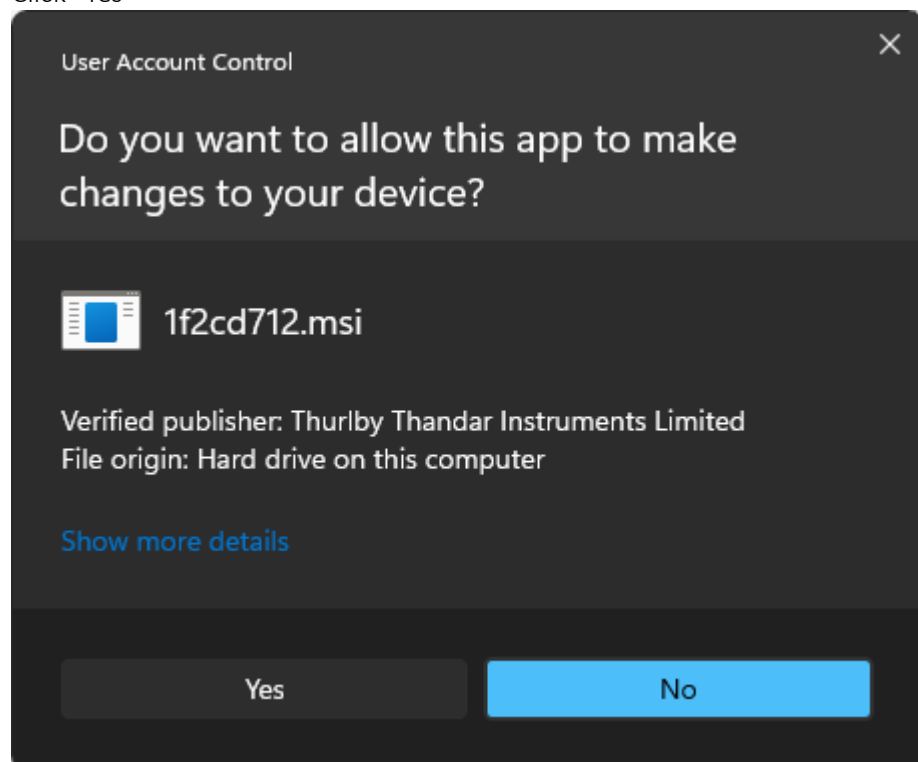 User Account Control
Do you want to allow this app to make
changes to your device?
1f2cd712.msi
Verified publisher: Thurlby Thandar Instruments Limited
File origin: Hard drive on this computer
Show more details
Yes
No